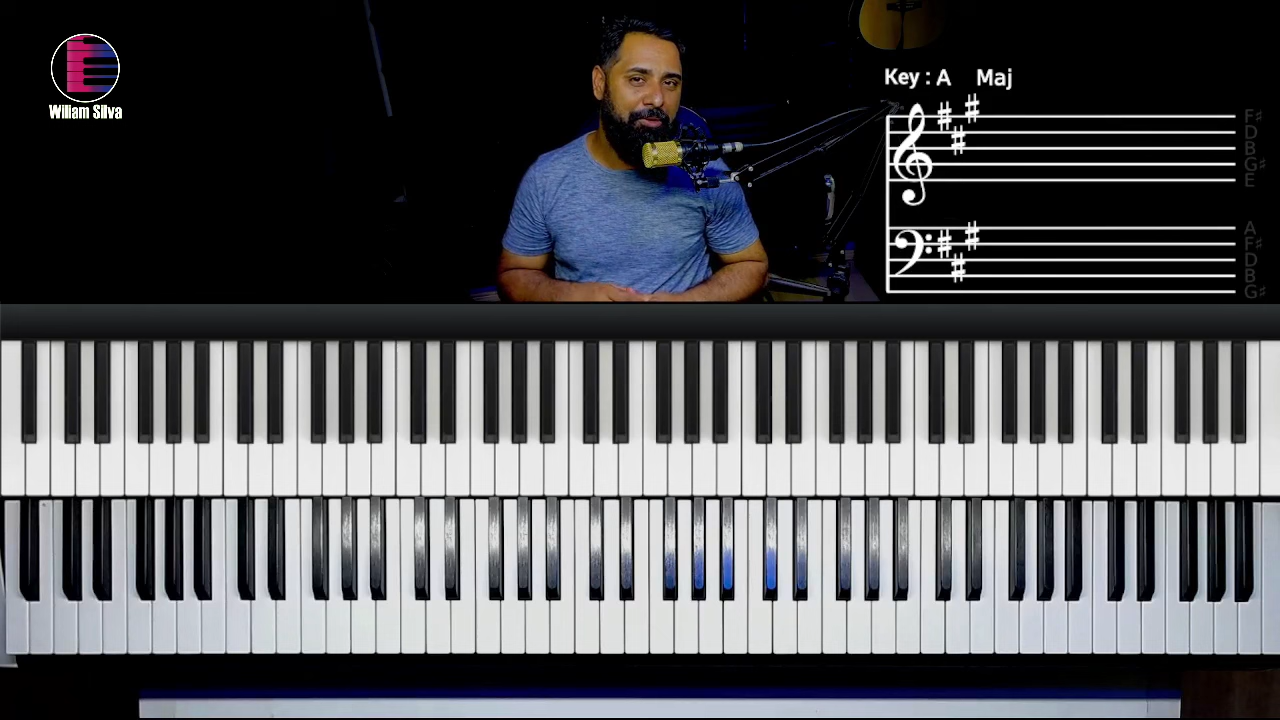 Wiliam Silva
Key : A Maj
F♯
D
B
G♯
E
A
F♯
D
B
G♯